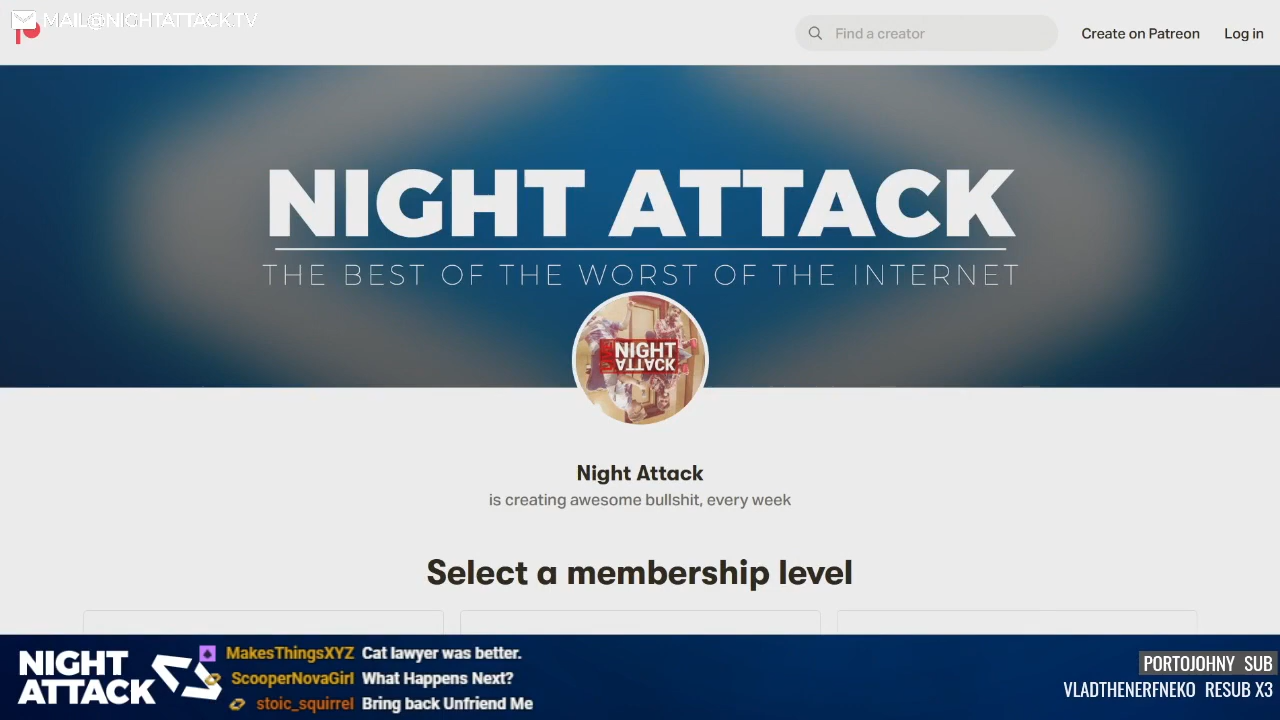 MAIL@NIGHTATTACK.TV
Find a creator
Create on Patreon
Log in
NIGHT ATTACK
THE BEST OF THE WORST OF THE INTERNET
NIGHT
ATTACK
Night Attack
is creating awesome bullshit, every week
Select a membership level
NIGHT
ATTACK
MakesThingsXYZ Cat lawyer was better.
ScooperNovaGirl What Happens Next?
stoic_squirrel Bring back Unfriend Me
PORTOJOHNY SUB
VLADTHENERFNEKO RESUB X3